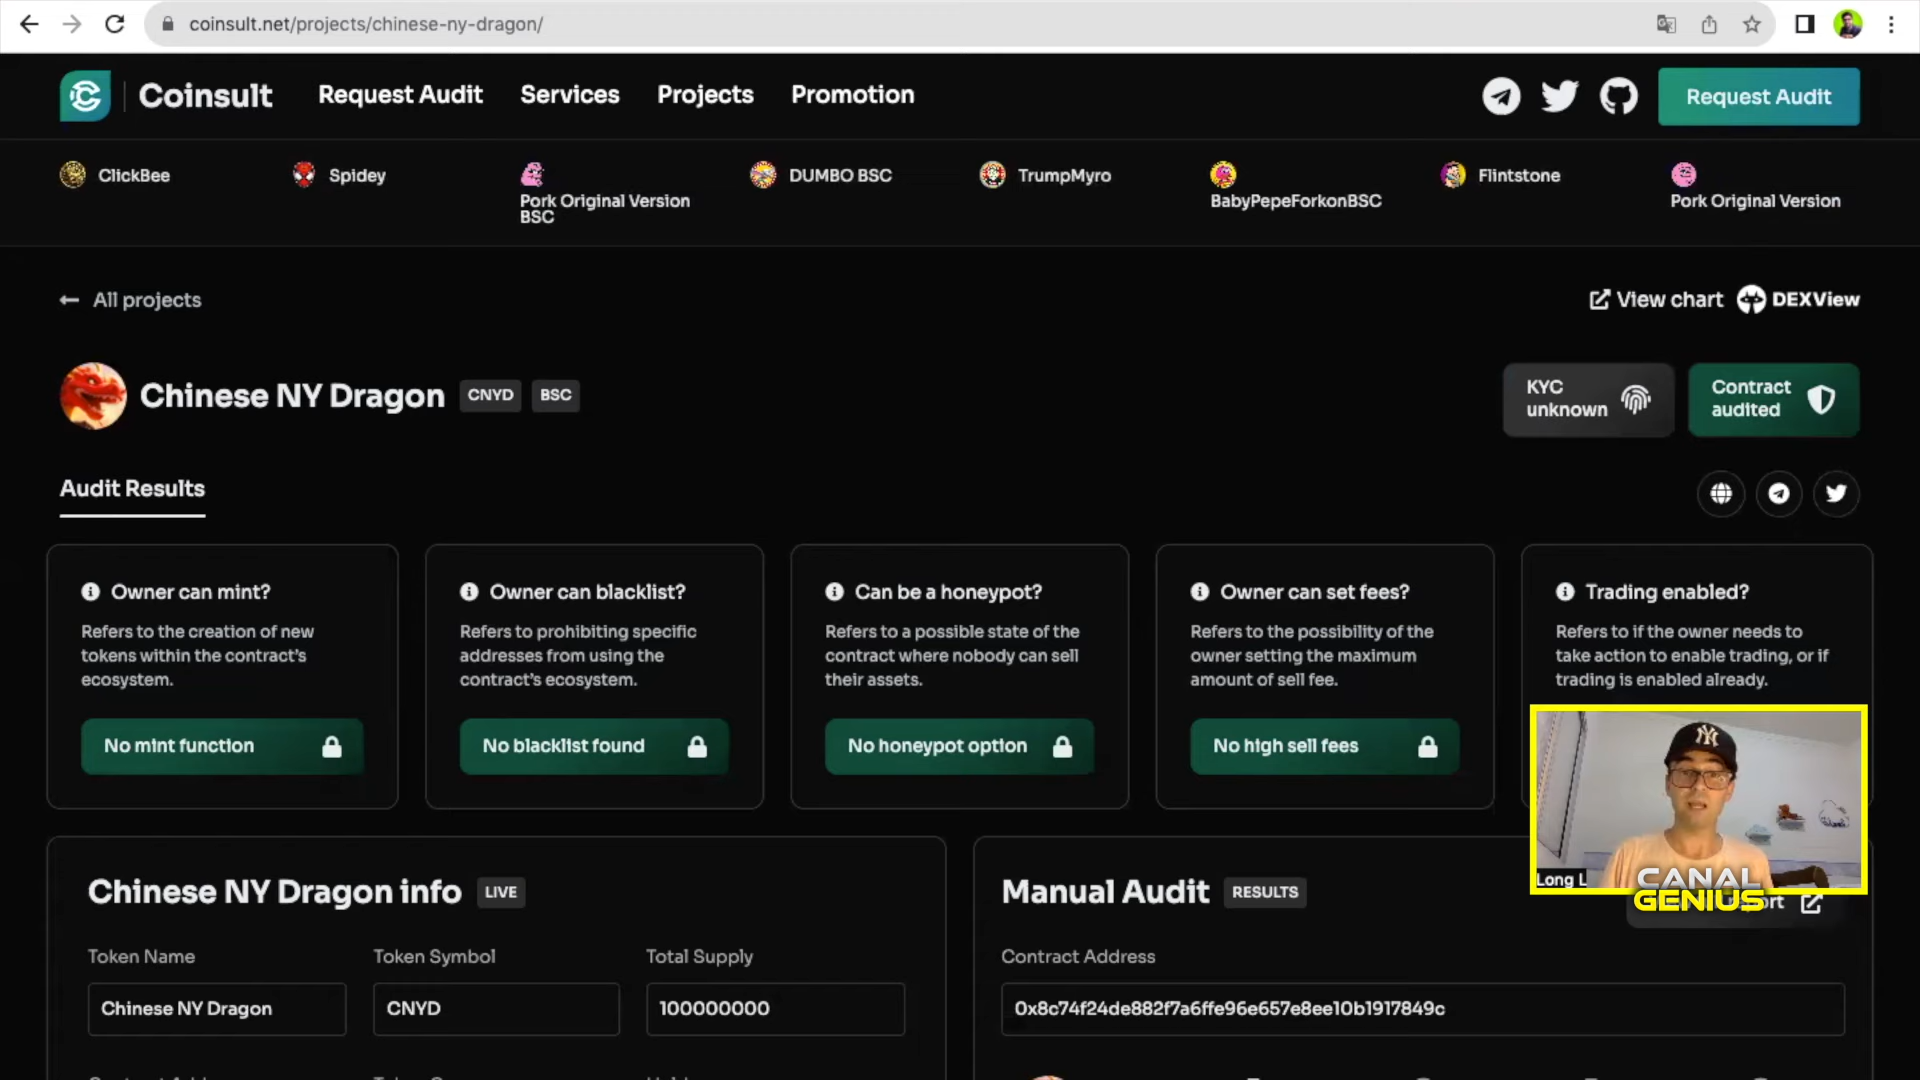 coinsult.net/projects/chinese-ny-dragon/
Coinsult
Request Audit
Services
Projects
Promotion
Request Audit
ClickBee
Spidey
Pork Original Version
BSC
DUMBO BSC
TrumpMyro
BabyPepeForkonBSC
Flintstone
Pork Original Version
All projects
View chart
DEXView
Chinese NY Dragon
CNYD
BSC
KYC
unknown
Contract
audited
Audit Results
Owner can mint?
Refers to the creation of new
tokens within the contract's
ecosystem.
No mint function
Owner can blacklist?
Refers to prohibiting specific
addresses from using the
contract's ecosystem.
No blacklist found
Can be a honeypot?
Refers to a possible state of the
contract where nobody can sell
their assets.
No honeypot option
Owner can set fees?
Refers to the possibility of the
owner setting the maximum
amount of sell fee.
No high sell fees
Trading enabled?
Refers to if the owner needs to
take action to enable trading, or if
trading is enabled already.
NY
Long L
CANAL
GENIUS
Chinese NY Dragon info
LIVE
Token Name
Token Symbol
Total Supply
Chinese NY Dragon
CNYD
100000000
Manual Audit
RESULTS
Contract Address
0x8c74f24de882f7a6ffe96e657e8ee10b1917849c